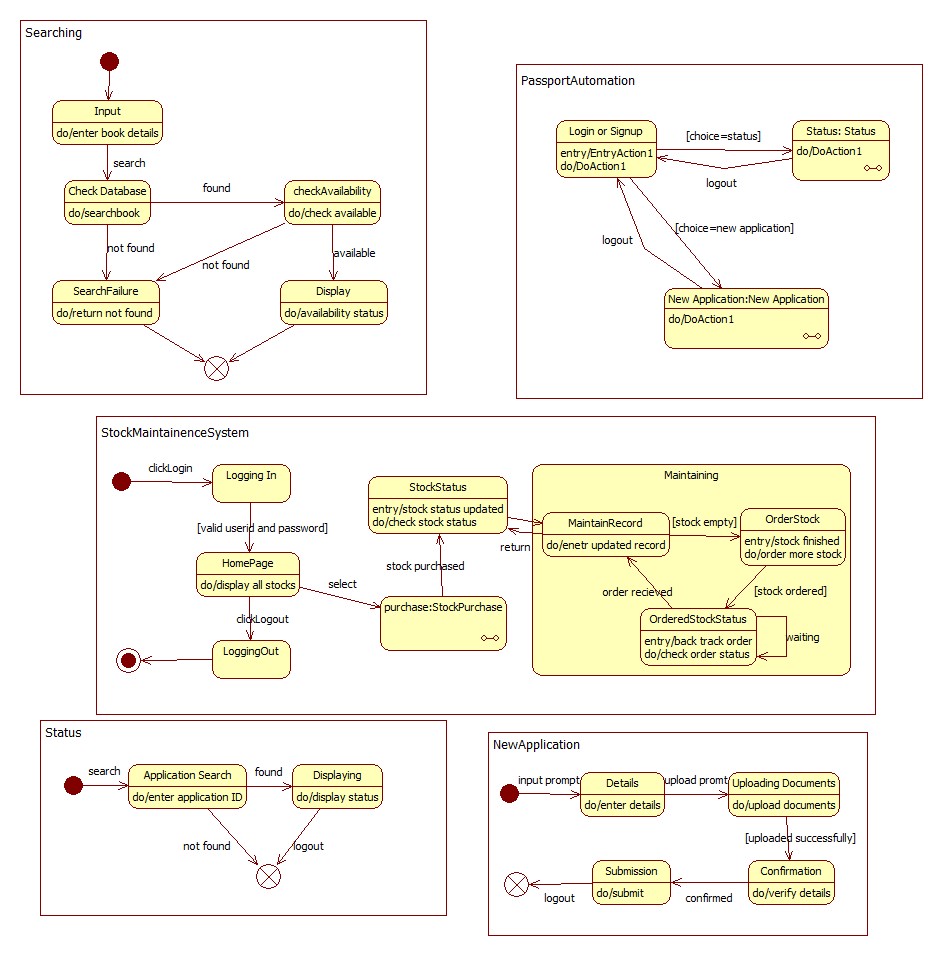 Searching
Input
do/enter book details
search
Check Database
do/searchbook
found
checkAvailability
do/check available
not found
not found
available
SearchFailure
do/return not found
Display
do/availability status
PassportAutomation
Login or Signup
entry/EntryAction1
do/DoAction1
[choice=status]
Status: Status
do/DoAction1
logout
[choice=new application]
logout
New Application:New Application
do/DoAction1
StockMaintainenceSystem
clickLogin
Logging In
[valid userid and password]
HomePage
do/display all stocks
select
clickLogout
LoggingOut
StockStatus
entry/stock status updated
do/check stock status
stock purchased
purchase:StockPurchase
return
Maintaining
MaintainRecord
do/enetr updated record
[stock empty]
OrderStock
entry/stock finished
do/order more stock
order recieved
[stock ordered]
OrderedStockStatus
entry/back track order
do/check order status
waiting
Status
search
Application Search
do/enter application ID
found
Displaying
do/display status
not found
logout
NewApplication
input prompt
Details
do/enter details
upload promt
Uploading Documents
do/upload documents
[uploaded successfully]
Confirmation
do/verify details
confirmed
Submission
do/submit
logout